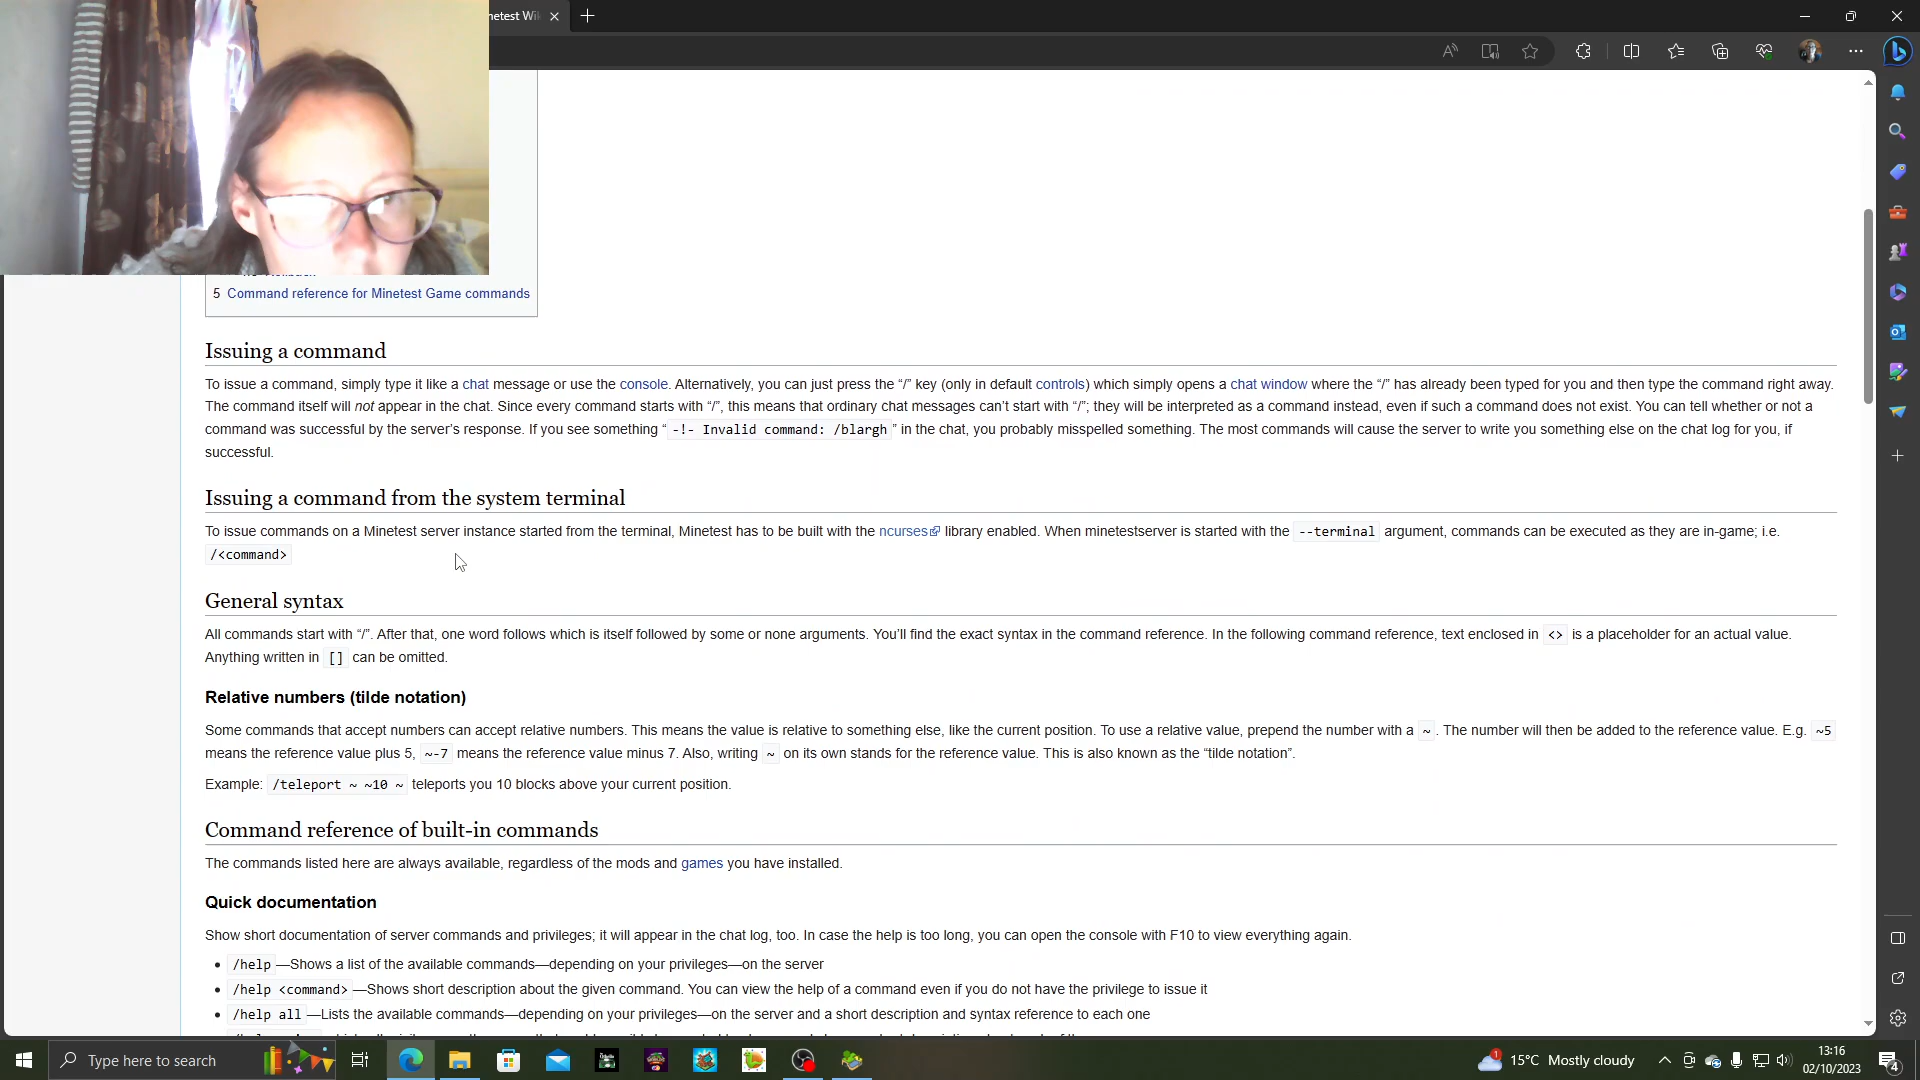 netest Wi
5 Command reference for Minetest Game commands
Issuing a command
To issue a command, simply type it like a chat message or use the console. Alternatively, you can just press the “/” key (only in default controls) which simply opens a chat window where the “/” has already been typed for you and then type the command right away.
The command itself will not appear in the chat. Since every command starts with “/”, this means that ordinary chat messages can’t start with “/”; they will be interpreted as a command instead, even if such a command does not exist. You can tell whether or not a
command was successful by the server’s response. If you see something “ -!- Invalid command: /blargh ” in the chat, you probably misspelled something. The most commands will cause the server to write you something else on the chat log for you, if
successful.
Issuing a command from the system terminal
To issue commands on a Minetest server instance started from the terminal, Minetest has to be built with the ncurses library enabled. When minetestserver is started with the --terminal argument, commands can be executed as they are in-game; i.e.
/<command>
General syntax
All commands start with “/”. After that, one word follows which is itself followed by some or none arguments. You’ll find the exact syntax in the command reference. In the following command reference, text enclosed in <> is a placeholder for an actual value.
Anything written in [] can be omitted.
Relative numbers (tilde notation)
Some commands that accept numbers can accept relative numbers. This means the value is relative to something else, like the current position. To use a relative value, prepend the number with a ~ . The number will then be added to the reference value. E.g. ~5
means the reference value plus 5, ~-7 means the reference value minus 7. Also, writing ~ on its own stands for the reference value. This is also known as the “tilde notation”.
Example: /teleport ~ ~10 ~ teleports you 10 blocks above your current position.
Command reference of built-in commands
The commands listed here are always available, regardless of the mods and games you have installed.
Quick documentation
Show short documentation of server commands and privileges; it will appear in the chat log, too. In case the help is too long, you can open the console with F10 to view everything again.
• /help —Shows a list of the available commands—depending on your privileges—on the server
• /help <command> —Shows short description about the given command. You can view the help of a command even if you do not have the privilege to issue it
• /help all —Lists the available commands—depending on your privileges—on the server and a short description and syntax reference to each one
Type here to search
1 15°C Mostly cloudy
13:16
02/10/2023
4